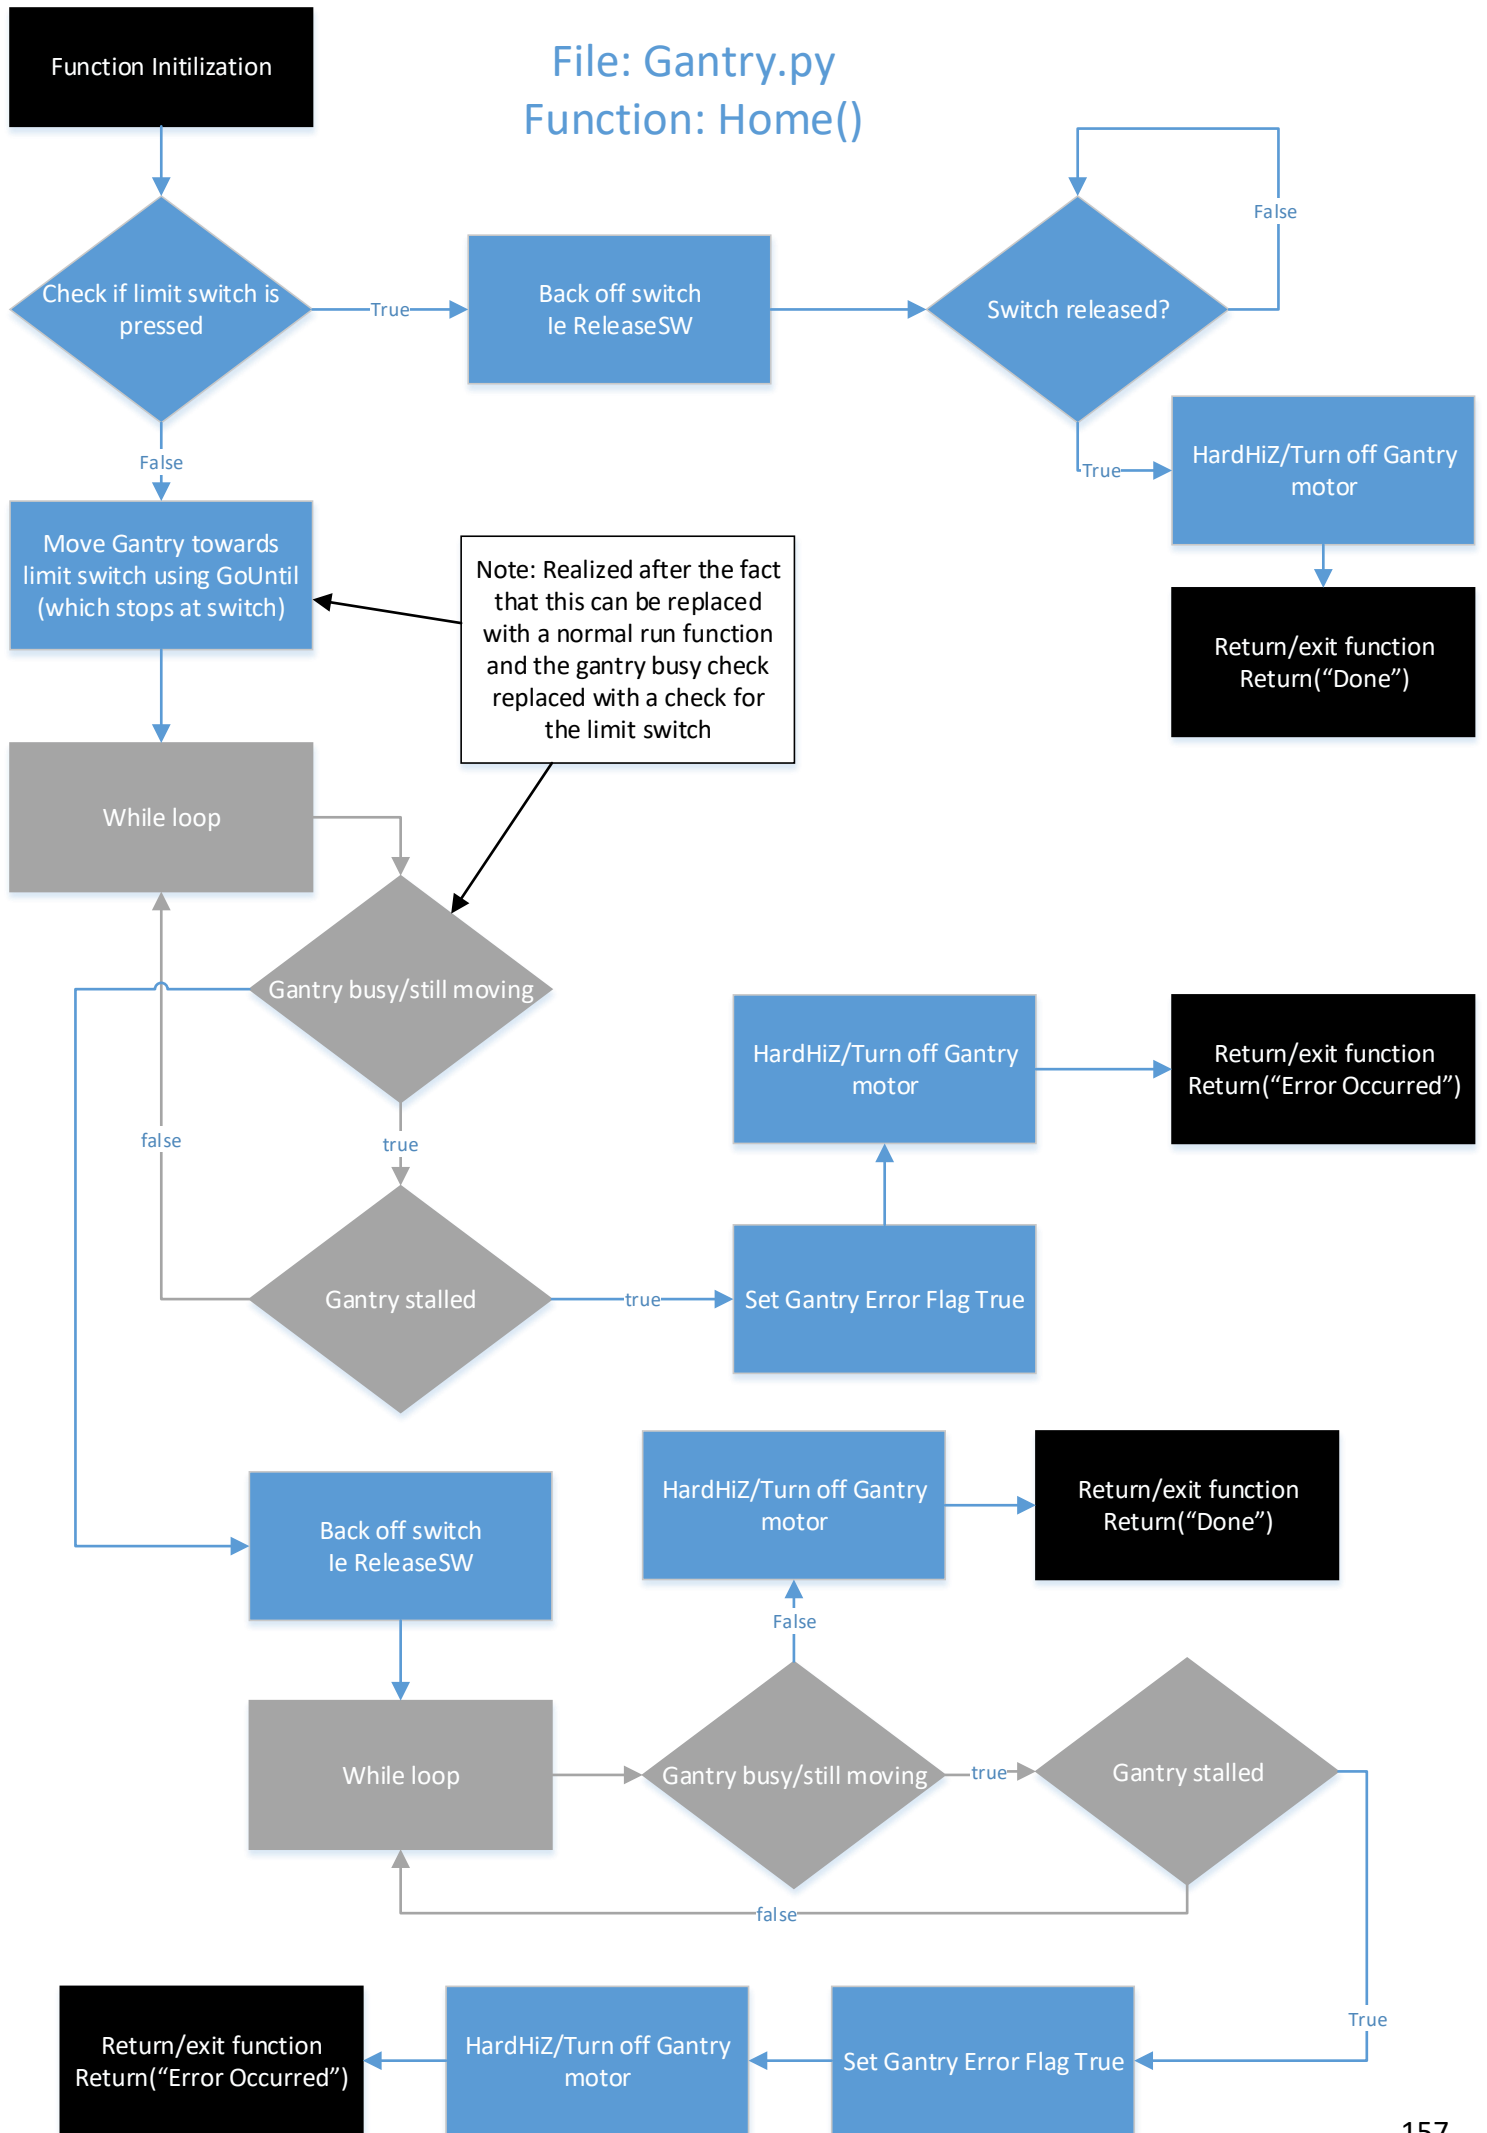 Function Initilization
File: Gantry.py
Function: Home()
False
Check if limit switch is
pressed
True
Back off switch
Ie ReleaseSW
Switch released?
False
True
HardHiZ/Turn off Gantry
motor
Move Gantry towards
limit switch using GoUntil
(which stops at switch)
Note: Realized after the fact
that this can be replaced
with a normal run function
and the gantry busy check
replaced with a check for
the limit switch
Return/exit function
Return(“Done”)
While loop
Gantry busy/still moving
HardHiZ/Turn off Gantry
motor
Return/exit function
Return(“Error Occurred”)
false
true
Gantry stalled
true
Set Gantry Error Flag True
Back off switch
Ie ReleaseSW
HardHiZ/Turn off Gantry
motor
Return/exit function
Return(“Done”)
False
While loop
Gantry busy/still moving
true
Gantry stalled
false
True
Return/exit function
Return(“Error Occurred”)
HardHiZ/Turn off Gantry
motor
Set Gantry Error Flag True
157